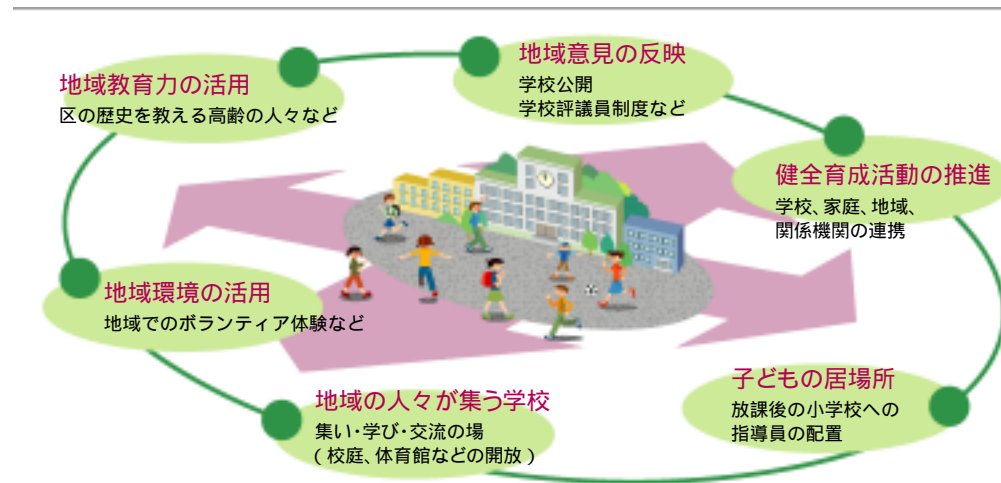 地域教育力の活用
区の歴史を教える高齢の人々など
地域意見の反映
学校公開
学校評議員制度など
健全育成活動の推進
学校、家庭、地域、
関係機関の連携
地域環境の活用
地域でのボランティア体験など
子どもの居場所
放課後の小学校への
指導員の配置
地域の人々が集う学校
集い・学び・交流の場
(校庭、体育館などの開放)